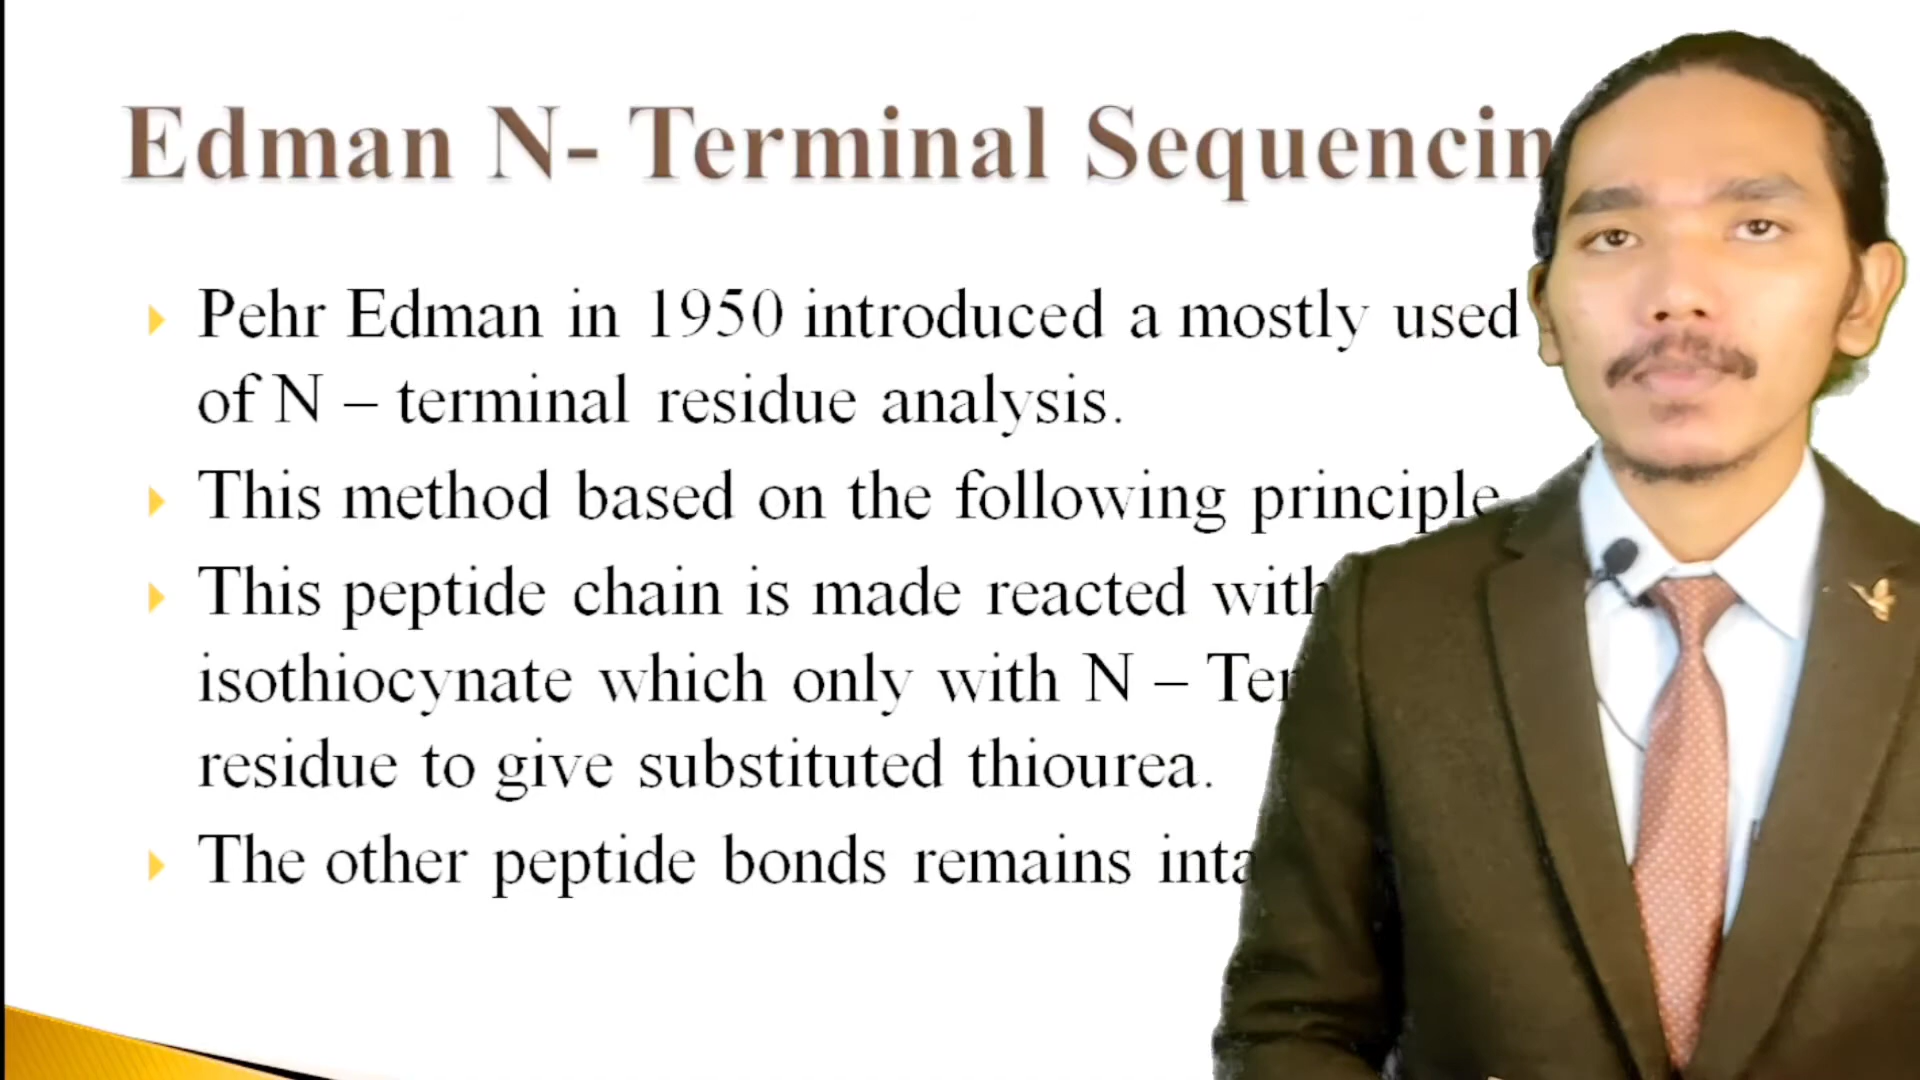 Edman N- Terminal Sequencin
Pehr Edman in 1950 introduced a mostly used
of N – terminal residue analysis.
This method based on the following principle
This peptide chain is made reacted with
isothiocynate which only with N –
residue to give substituted thiourea.
The other peptide bonds remains